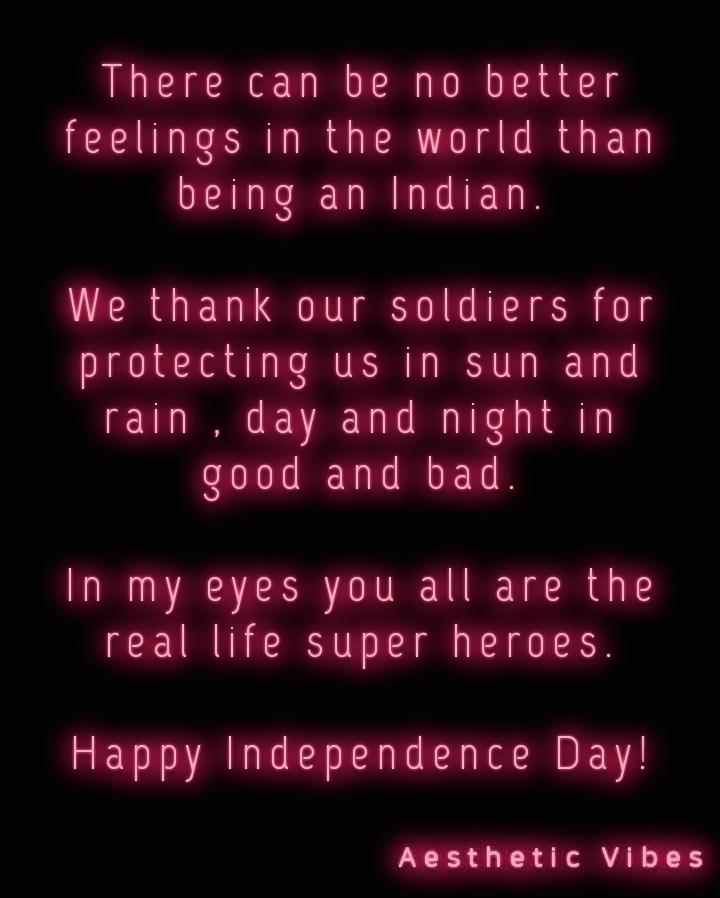 There can be no better
feelings in the world than
being an Indian.
We thank our soldiers for
protecting us in sun and
rain , day and night in
good and bad.
In my eyes you all are the
real life super heroes.
Happy Independence Day!
Aesthetic Vibes